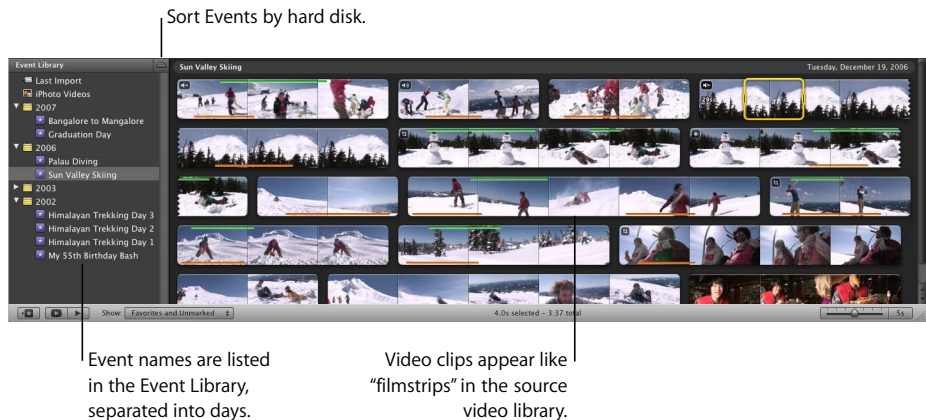 Sort Events by hard disk.
Event Library
Sun Valley Skiing
Tuesday, December 19, 2006
Last Import
iPhoto Videos
2007
Bangalore to Mangalore
Graduation Day
2006
Palau Diving
Sun Valley Skiing
2003
2002
Himalayan Trekking Day 3
Himalayan Trekking Day 2
Himalayan Trekking Day 1
My 55th Birthday Bash
Show: Favorites and Unmarked
4.0s selected – 3:37 total
5s
Event names are listed
in the Event Library,
separated into days.
Video clips appear like
“filmstrips” in the source
video library.